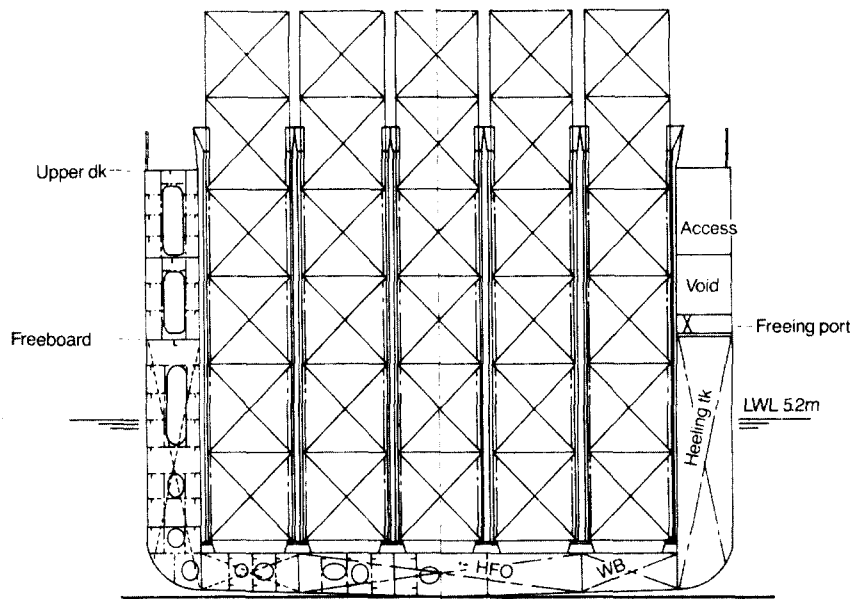 Upper dk
Access
Void
Freeboard
Freeing port
LWL 5.2m
Heeling tk
HFO
WB